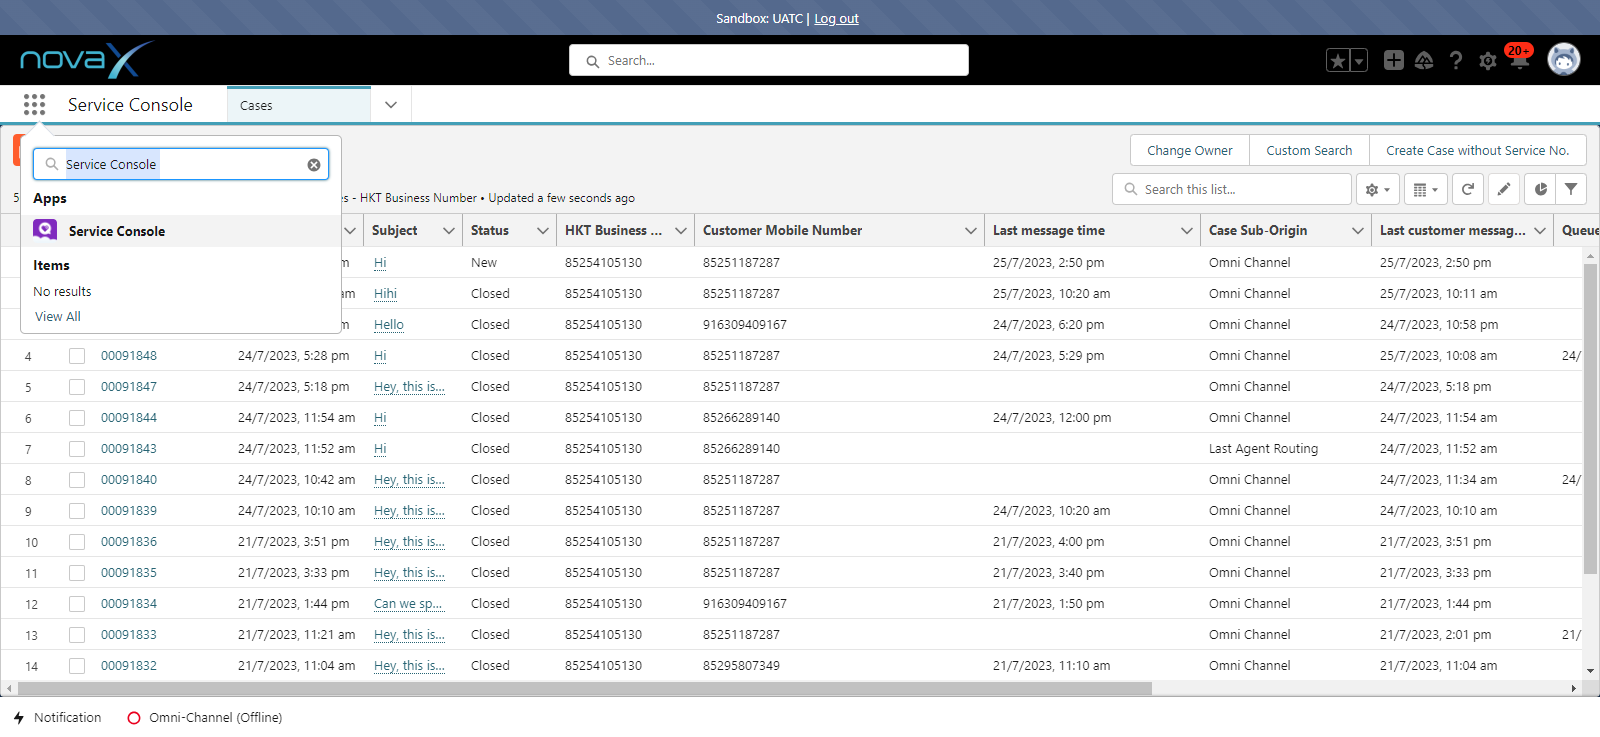 Sandbox: UATC | Log out
novaX
Search...
20+
Service Console
Cases
Service Console
Apps
Service Console
Items
No results
View All
Change Owner
Custom Search
Create Case without Service No.
5
- HKT Business Number • Updated a few seconds ago
Search this list...
Subject Status HKT Business ... Customer Mobile Number Last message time Case Sub-Origin Last customer messag... Queue
Hi New 85254105130 85251187287 25/7/2023, 2:50 pm Omni Channel 25/7/2023, 2:50 pm
Hihi Closed 85254105130 85251187287 25/7/2023, 10:20 am Omni Channel 25/7/2023, 10:11 am
Hello Closed 85254105130 916309409167 24/7/2023, 6:20 pm Omni Channel 24/7/2023, 10:58 pm
4 00091848 24/7/2023, 5:28 pm Hi Closed 85254105130 85251187287 24/7/2023, 5:29 pm Omni Channel 25/7/2023, 10:08 am 24/
5 00091847 24/7/2023, 5:18 pm Hey, this is... Closed 85254105130 85251187287 Omni Channel 24/7/2023, 5:18 pm
6 00091844 24/7/2023, 11:54 am Hi Closed 85254105130 85266289140 24/7/2023, 12:00 pm Omni Channel 24/7/2023, 11:54 am
7 00091843 24/7/2023, 11:52 am Hi Closed 85254105130 85266289140 Last Agent Routing 24/7/2023, 11:52 am
8 00091840 24/7/2023, 10:42 am Hey, this is... Closed 85254105130 85251187287 Omni Channel 24/7/2023, 11:34 am 24/
9 00091839 24/7/2023, 10:10 am Hey, this is... Closed 85254105130 85251187287 24/7/2023, 10:20 am Omni Channel 24/7/2023, 10:10 am
10 00091836 21/7/2023, 3:51 pm Hey, this is... Closed 85254105130 85251187287 21/7/2023, 4:00 pm Omni Channel 21/7/2023, 3:51 pm
11 00091835 21/7/2023, 3:33 pm Hey, this is... Closed 85254105130 85251187287 21/7/2023, 3:40 pm Omni Channel 21/7/2023, 3:33 pm
12 00091834 21/7/2023, 1:44 pm Can we sp... Closed 85254105130 916309409167 21/7/2023, 1:50 pm Omni Channel 21/7/2023, 1:44 pm
13 00091833 21/7/2023, 11:21 am Hey, this is... Closed 85254105130 85251187287 Omni Channel 21/7/2023, 2:01 pm 21/
14 00091832 21/7/2023, 11:04 am Hey, this is... Closed 85254105130 85295807349 21/7/2023, 11:10 am Omni Channel 21/7/2023, 11:04 am
Notification Omni-Channel (Offline)